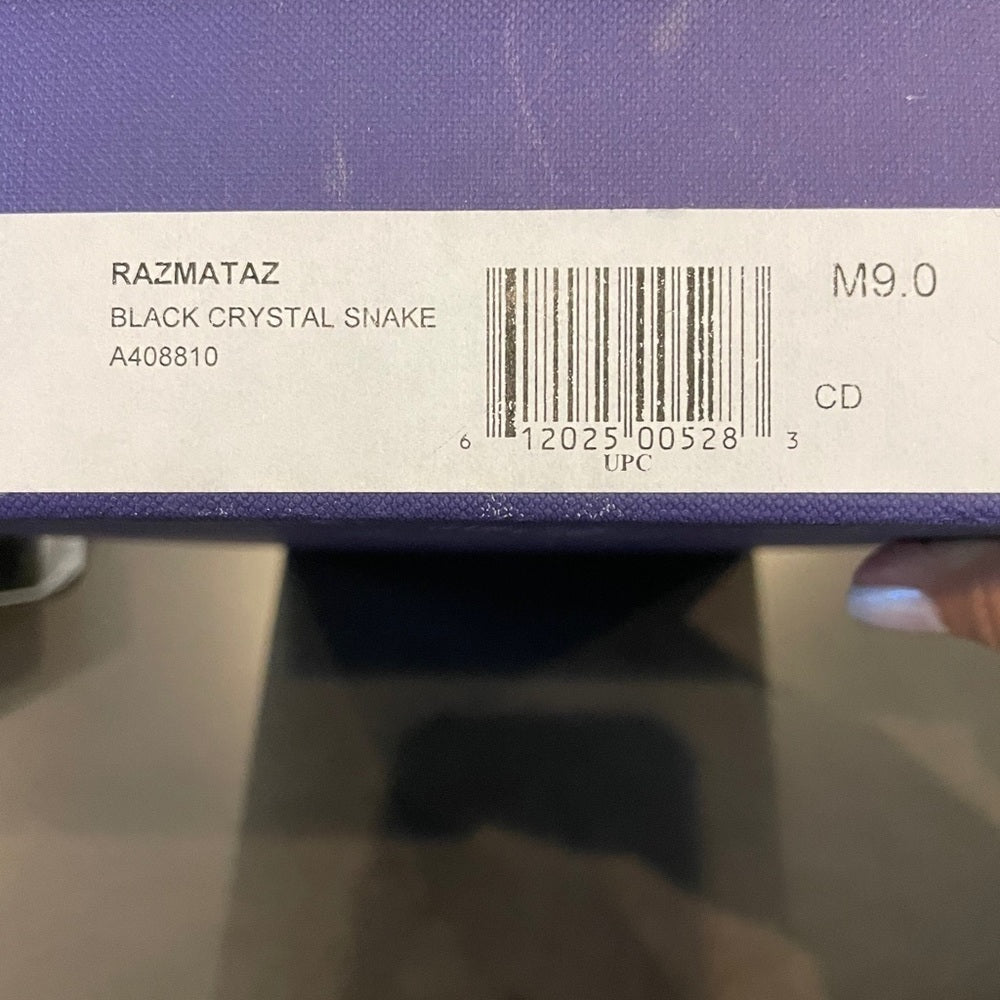 RAZMATAZ
BLACK CRYSTAL SNAKE
A408810
6 12025 00528 3
UPC
M9.0
CD